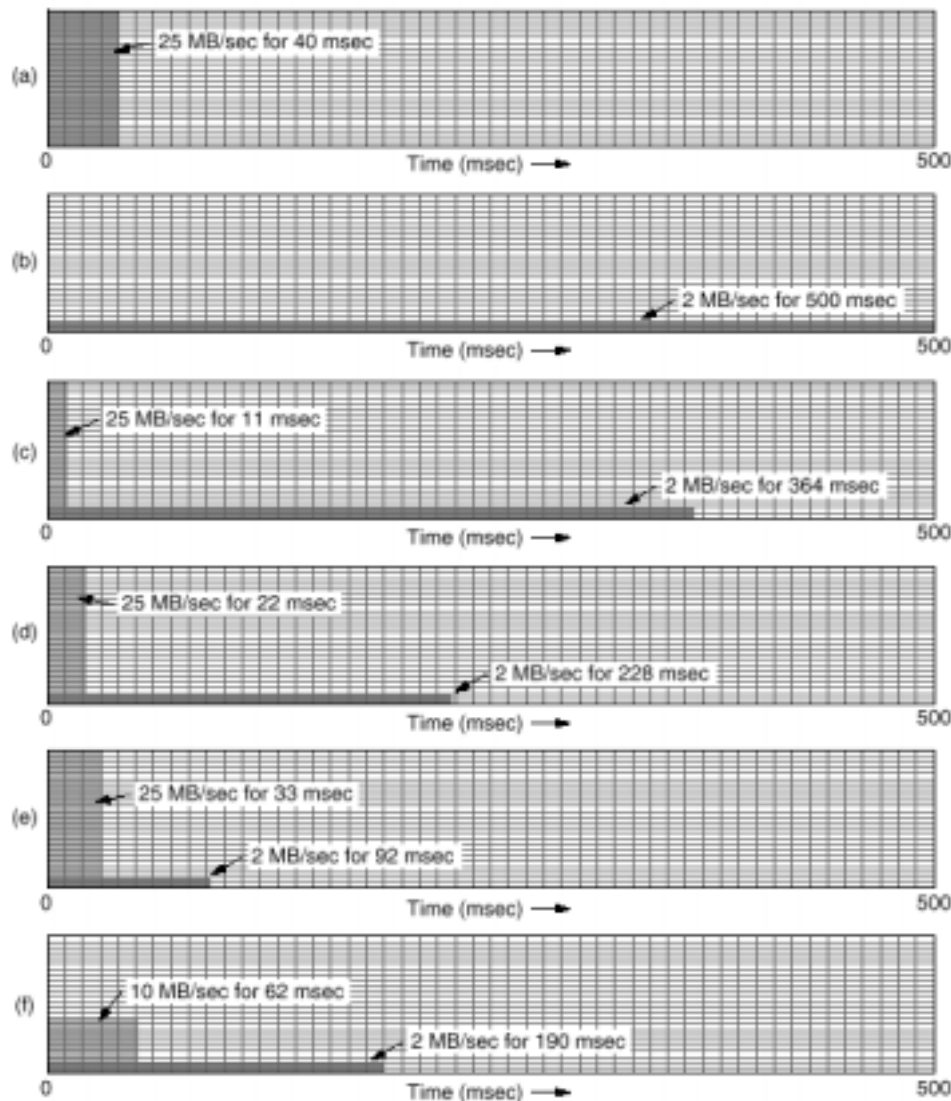 25 MB/sec for 40 msec
(a)
0 Time (msec) 500
(b)
2 MB/sec for 500 msec
0 Time (msec) 500
25 MB/sec for 11 msec
(c)
2 MB/sec for 364 msec
0 Time (msec) 500
25 MB/sec for 22 msec
(d)
2 MB/sec for 228 msec
0 Time (msec) 500
25 MB/sec for 33 msec
(e)
2 MB/sec for 92 msec
0 Time (msec) 500
10 MB/sec for 62 msec
(f)
2 MB/sec for 190 msec
0 Time (msec) 500